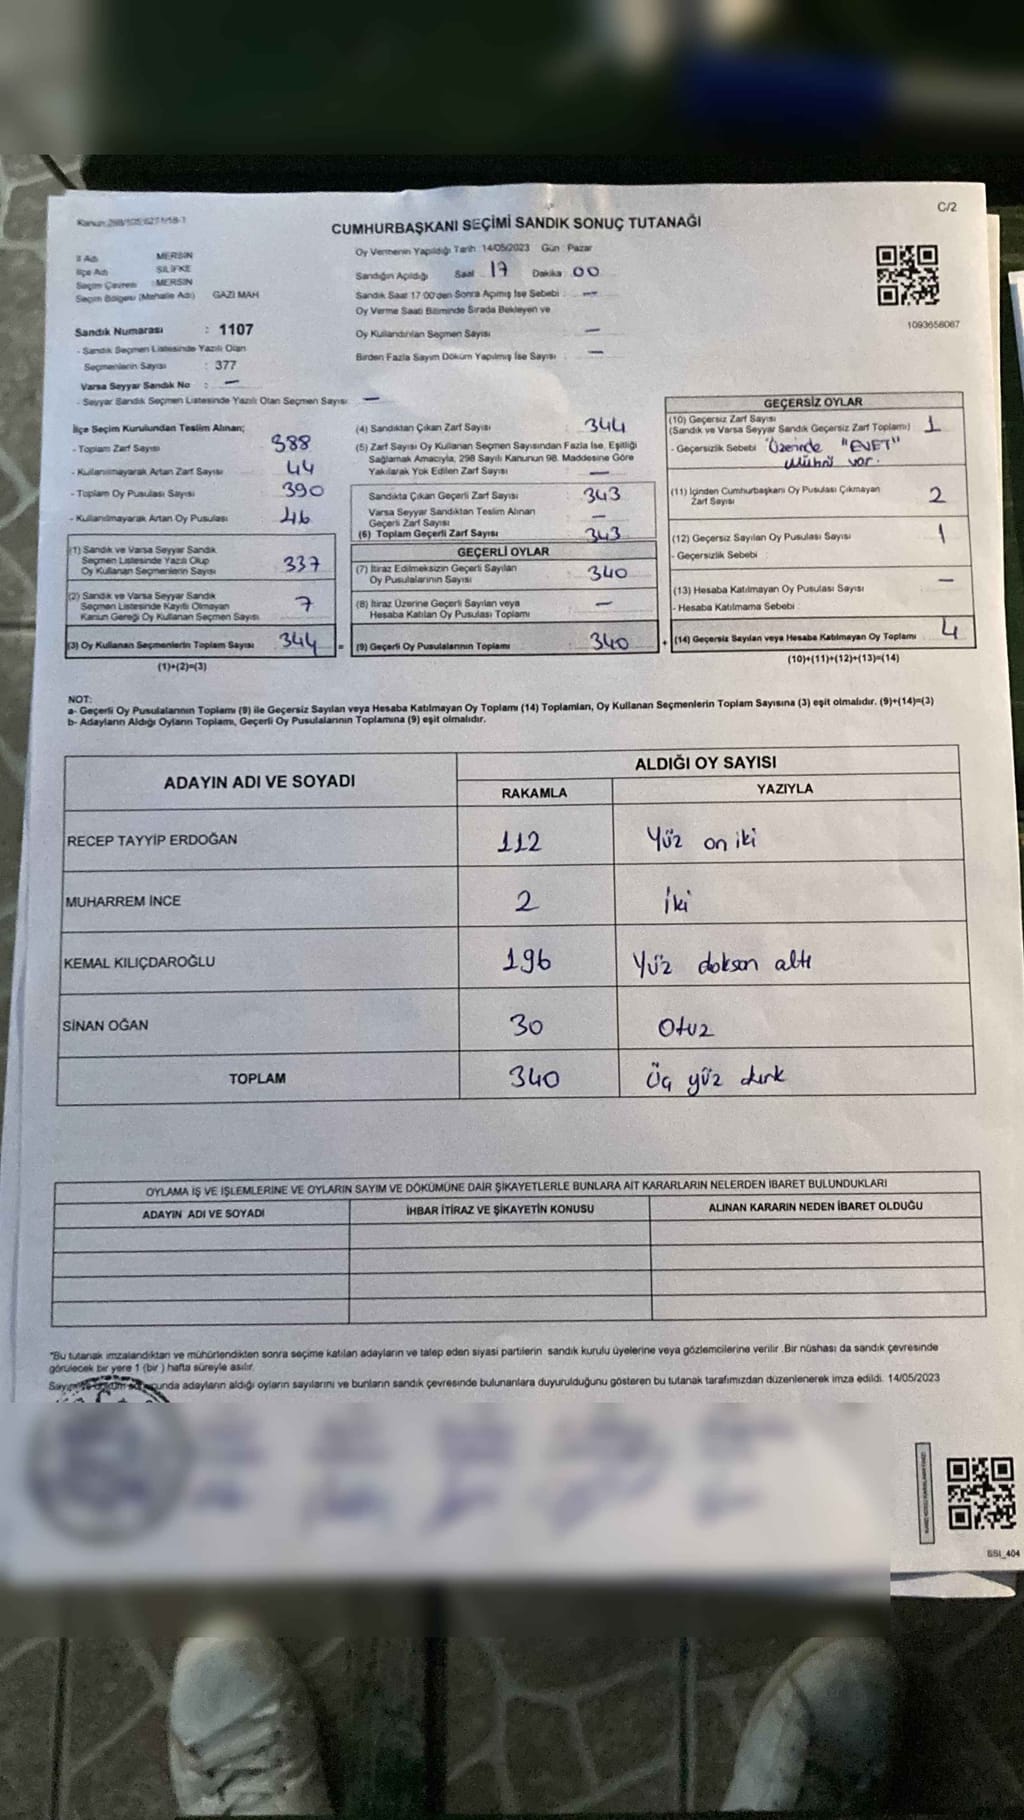 C/2
CUMHURBAŞKANI SEÇİMİ SANDIK SONUÇ TUTANAĞI
İl Adı MERSİN
İlçe Adı SİLİFKE
Seçim Çevresi : MERSİN
Seçim Bölgesi (Mahalle Adı) GAZİ MAH
Sandık Numarası : 1107
- Sandık Seçmen Listesinde Yazılı Olan
Seçmenlerin Sayısı : 377
Varsa Seyyar Sandık No : —
- Seyyar Sandık Seçmen Listesinde Yazılı Olan Seçmen Sayısı —
Oy Vermenin Yapıldığı Tarih :14/05/2023 Gün : Pazar
Sandığın Açıldığı Saat 17 Dakika 00
Sandık Saat 17:00'den Sonra Açımış İse Sebebi : —
Oy Verme Saati Bitiminde Sırada Bekleyen ve
Oy Kullandırılan Seçmen Sayısı —
Birden Fazla Sayım Döküm Yapılmış İse Sayısı : —
1093656087
İlçe Seçim Kurulundan Teslim Alınan;
- Toplam Zarf Sayısı 388
- Kullanılmayarak Artan Zarf Sayısı 44
- Toplam Oy Pusulası Sayısı 390
- Kullanılmayarak Artan Oy Pusulası 46
(1) Sandık ve Varsa Seyyar Sandık
Seçmen Listesinde Yazılı Olup
Oy Kullanan Seçmenlerin Sayısı 337
(2) Sandık ve Varsa Seyyar Sandık
Seçmen Listesinde Kayıtlı Olmayan
Kanun Gereği Oy Kullanan Seçmen Sayısı 7
(3) Oy Kullanan Seçmenlerin Toplam Sayısı 344 =
(1)+(2)=(3)
(4) Sandıktan Çıkan Zarf Sayısı 344
(5) Zarf Sayısı Oy Kullanan Seçmen Sayısından Fazla İse, Eşitliği
Sağlamak Amacıyla, 298 Sayılı Kanunun 98. Maddesine Göre
Yakılarak Yok Edilen Zarf Sayısı —
Sandıkta Çıkan Geçerli Zarf Sayısı 343
Varsa Seyyar Sandıktan Teslim Alınan
Geçerli Zarf Sayısı —
(6) Toplam Geçerli Zarf Sayısı 343
GEÇERLİ OYLAR
(7) İtiraz Edilmeksizin Geçerli Sayılan
Oy Pusulalarının Sayısı 340
(8) İtiraz Üzerine Geçerli Sayılan veya
Hesaba Katılan Oy Pusulası Toplamı —
(9) Geçerli Oy Pusulalarının Toplamı 340 +
GEÇERSİZ OYLAR
(10) Geçersiz Zarf Sayısı
(Sandık ve Varsa Seyyar Sandık Geçersiz Zarf Toplamı) 1
- Geçersizlik Sebebi Üzerinde "EVET"
Mührü var.
(11) İçinden Cumhurbaşkanı Oy Pusulası Çıkmayan
Zarf Sayısı 2
(12) Geçersiz Sayılan Oy Pusulası Sayısı 1
- Geçersizlik Sebebi :
(13) Hesaba Katılmayan Oy Pusulası Sayısı —
- Hesaba Katılmama Sebebi
(14) Geçersiz Sayılan veya Hesaba Katılmayan Oy Toplamı 4
(10)+(11)+(12)+(13)=(14)
NOT:
a- Geçerli Oy Pusulalarının Toplamı (9) ile Geçersiz Sayılan veya Hesaba Katılmayan Oy Toplamı (14) Toplamları, Oy Kullanan Seçmenlerin Toplam Sayısına (3) eşit olmalıdır. (9)+(14)=(3)
b- Adayların Aldığı Oyların Toplamı, Geçerli Oy Pusulalarının Toplamına (9) eşit olmalıdır.
ADAYIN ADI VE SOYADI ALDIĞI OY SAYISI
RAKAMLA YAZIYLA
RECEP TAYYİP ERDOĞAN 112 Yüz on iki
MUHARREM İNCE 2 İki
KEMAL KILIÇDAROĞLU 196 Yüz doksan altı
SİNAN OĞAN 30 Otuz
TOPLAM 340 Üç yüz kırk
OYLAMA İŞ VE İŞLEMLERİNE VE OYLARIN SAYIM VE DÖKÜMÜNE DAİR ŞİKAYETLERLE BUNLARA AİT KARARLARIN NELERDEN İBARET BULUNDUKLARI
ADAYIN ADI VE SOYADI İHBAR İTİRAZ VE ŞİKAYETİN KONUSU ALINAN KARARIN NEDEN İBARET OLDUĞU
"Bu tutanak imzalandıktan ve mühürlendikten sonra seçime katılan adayların ve talep eden siyasi partilerin sandık kurulu üyelerine veya gözlemcilerine verilir .Bir nüshası da sandık çevresinde
görülecek bir yere 1 (bir ) hafta süreyle asılır.
adayların aldığı oyların sayılarını ve bunların sandık çevresinde bulunanlara duyurulduğunu gösteren bu tutanak tarafımızdan düzenlenerek imza edildi. 14/05/2023